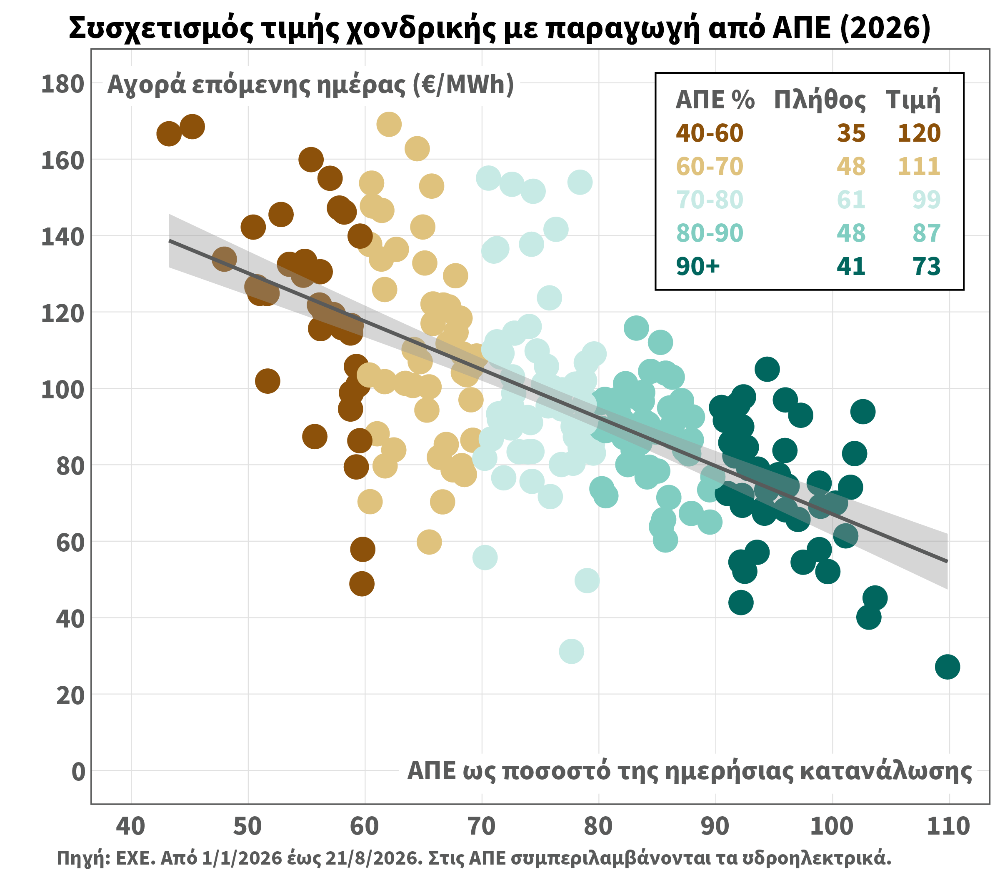 Συσχετισμός τιμής χονδρικής με παραγωγή από ΑΠΕ (2026)
Αγορά επόμενης ημέρας (€/MWh)
ΑΠΕ % Πλήθος Τιμή
40-60 35 120
60-70 48 111
70-80 61 99
80-90 48 87
90+ 41 73
180
160
140
120
100
80
60
40
20
0
ΑΠΕ ως ποσοστό της ημερήσιας κατανάλωσης
40 50 60 70 80 90 100 110
Πηγή: ΕΧΕ. Από 1/1/2026 έως 21/8/2026. Στις ΑΠΕ συμπεριλαμβάνονται τα υδροηλεκτρικά.